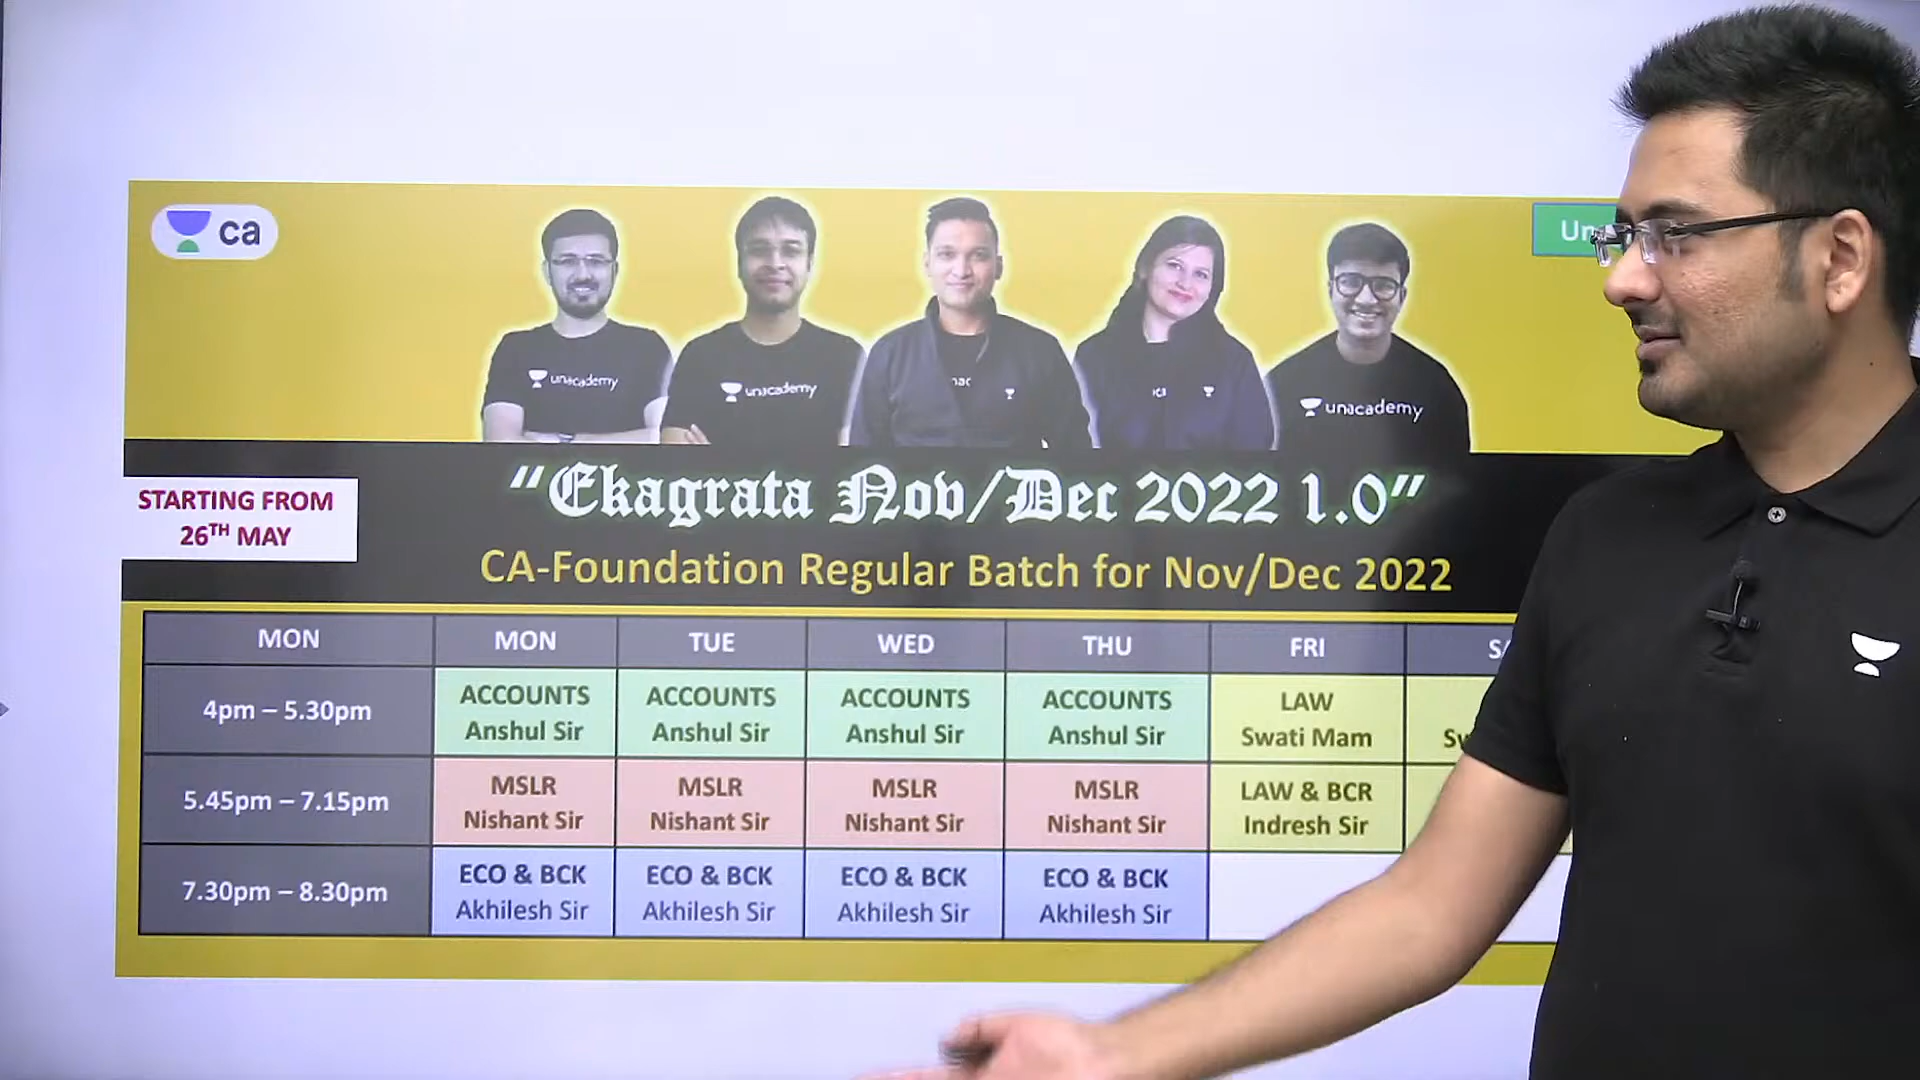 ca
unacademy
unacademy
unacademy
STARTING FROM
26TH MAY
"Ekagrata Nov/Dec 2022 1.0"
CA-Foundation Regular Batch for Nov/Dec 2022
MON MON TUE WED THU FRI
4pm – 5.30pm
ACCOUNTS ACCOUNTS ACCOUNTS ACCOUNTS LAW
Anshul Sir Anshul Sir Anshul Sir Anshul Sir Swati Mam
5.45pm – 7.15pm
MSLR MSLR MSLR MSLR LAW & BCR
Nishant Sir Nishant Sir Nishant Sir Nishant Sir Indresh Sir
7.30pm – 8.30pm
ECO & BCK ECO & BCK ECO & BCK ECO & BCK
Akhilesh Sir Akhilesh Sir Akhilesh Sir Akhilesh Sir